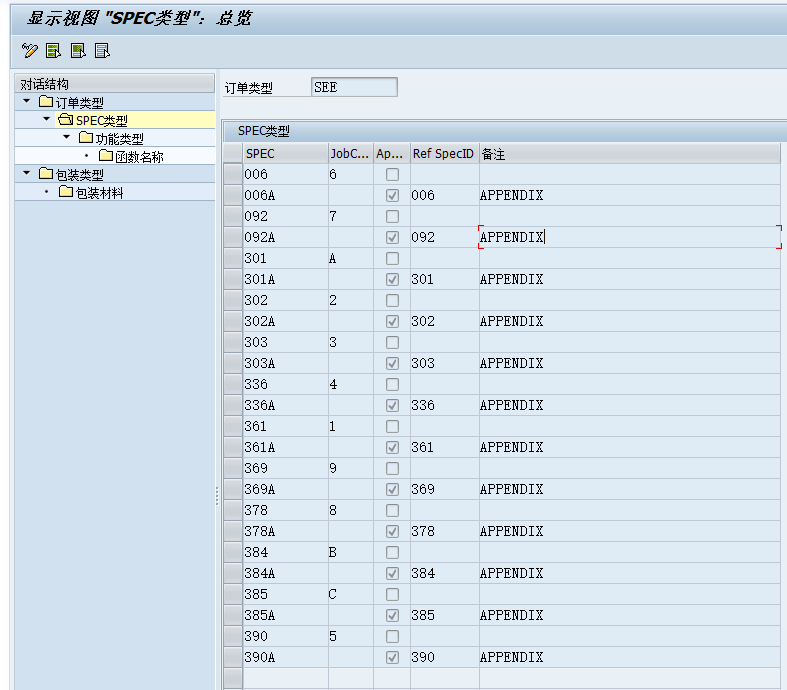 显示视图 "SPEC类型": 总览
对话结构
订单类型
SPEC类型
功能类型
函数名称
包装类型
包装材料
订单类型 SEE
SPEC类型
SPEC JobC... Ap... Ref SpecID 备注
006 6
006A 006 APPENDIX
092 7
092A 092 APPENDIX
301 A
301A 301 APPENDIX
302 2
302A 302 APPENDIX
303 3
303A 303 APPENDIX
336 4
336A 336 APPENDIX
361 1
361A 361 APPENDIX
369 9
369A 369 APPENDIX
378 8
378A 378 APPENDIX
384 B
384A 384 APPENDIX
385 C
385A 385 APPENDIX
390 5
390A 390 APPENDIX